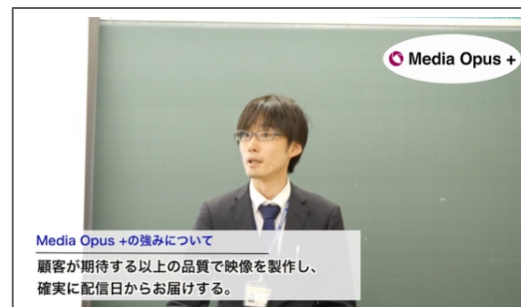 Media Opus +
Media Opus +の強みについて
顧客が期待する以上の品質で映像を製作し、
確実に配信日からお届けする。